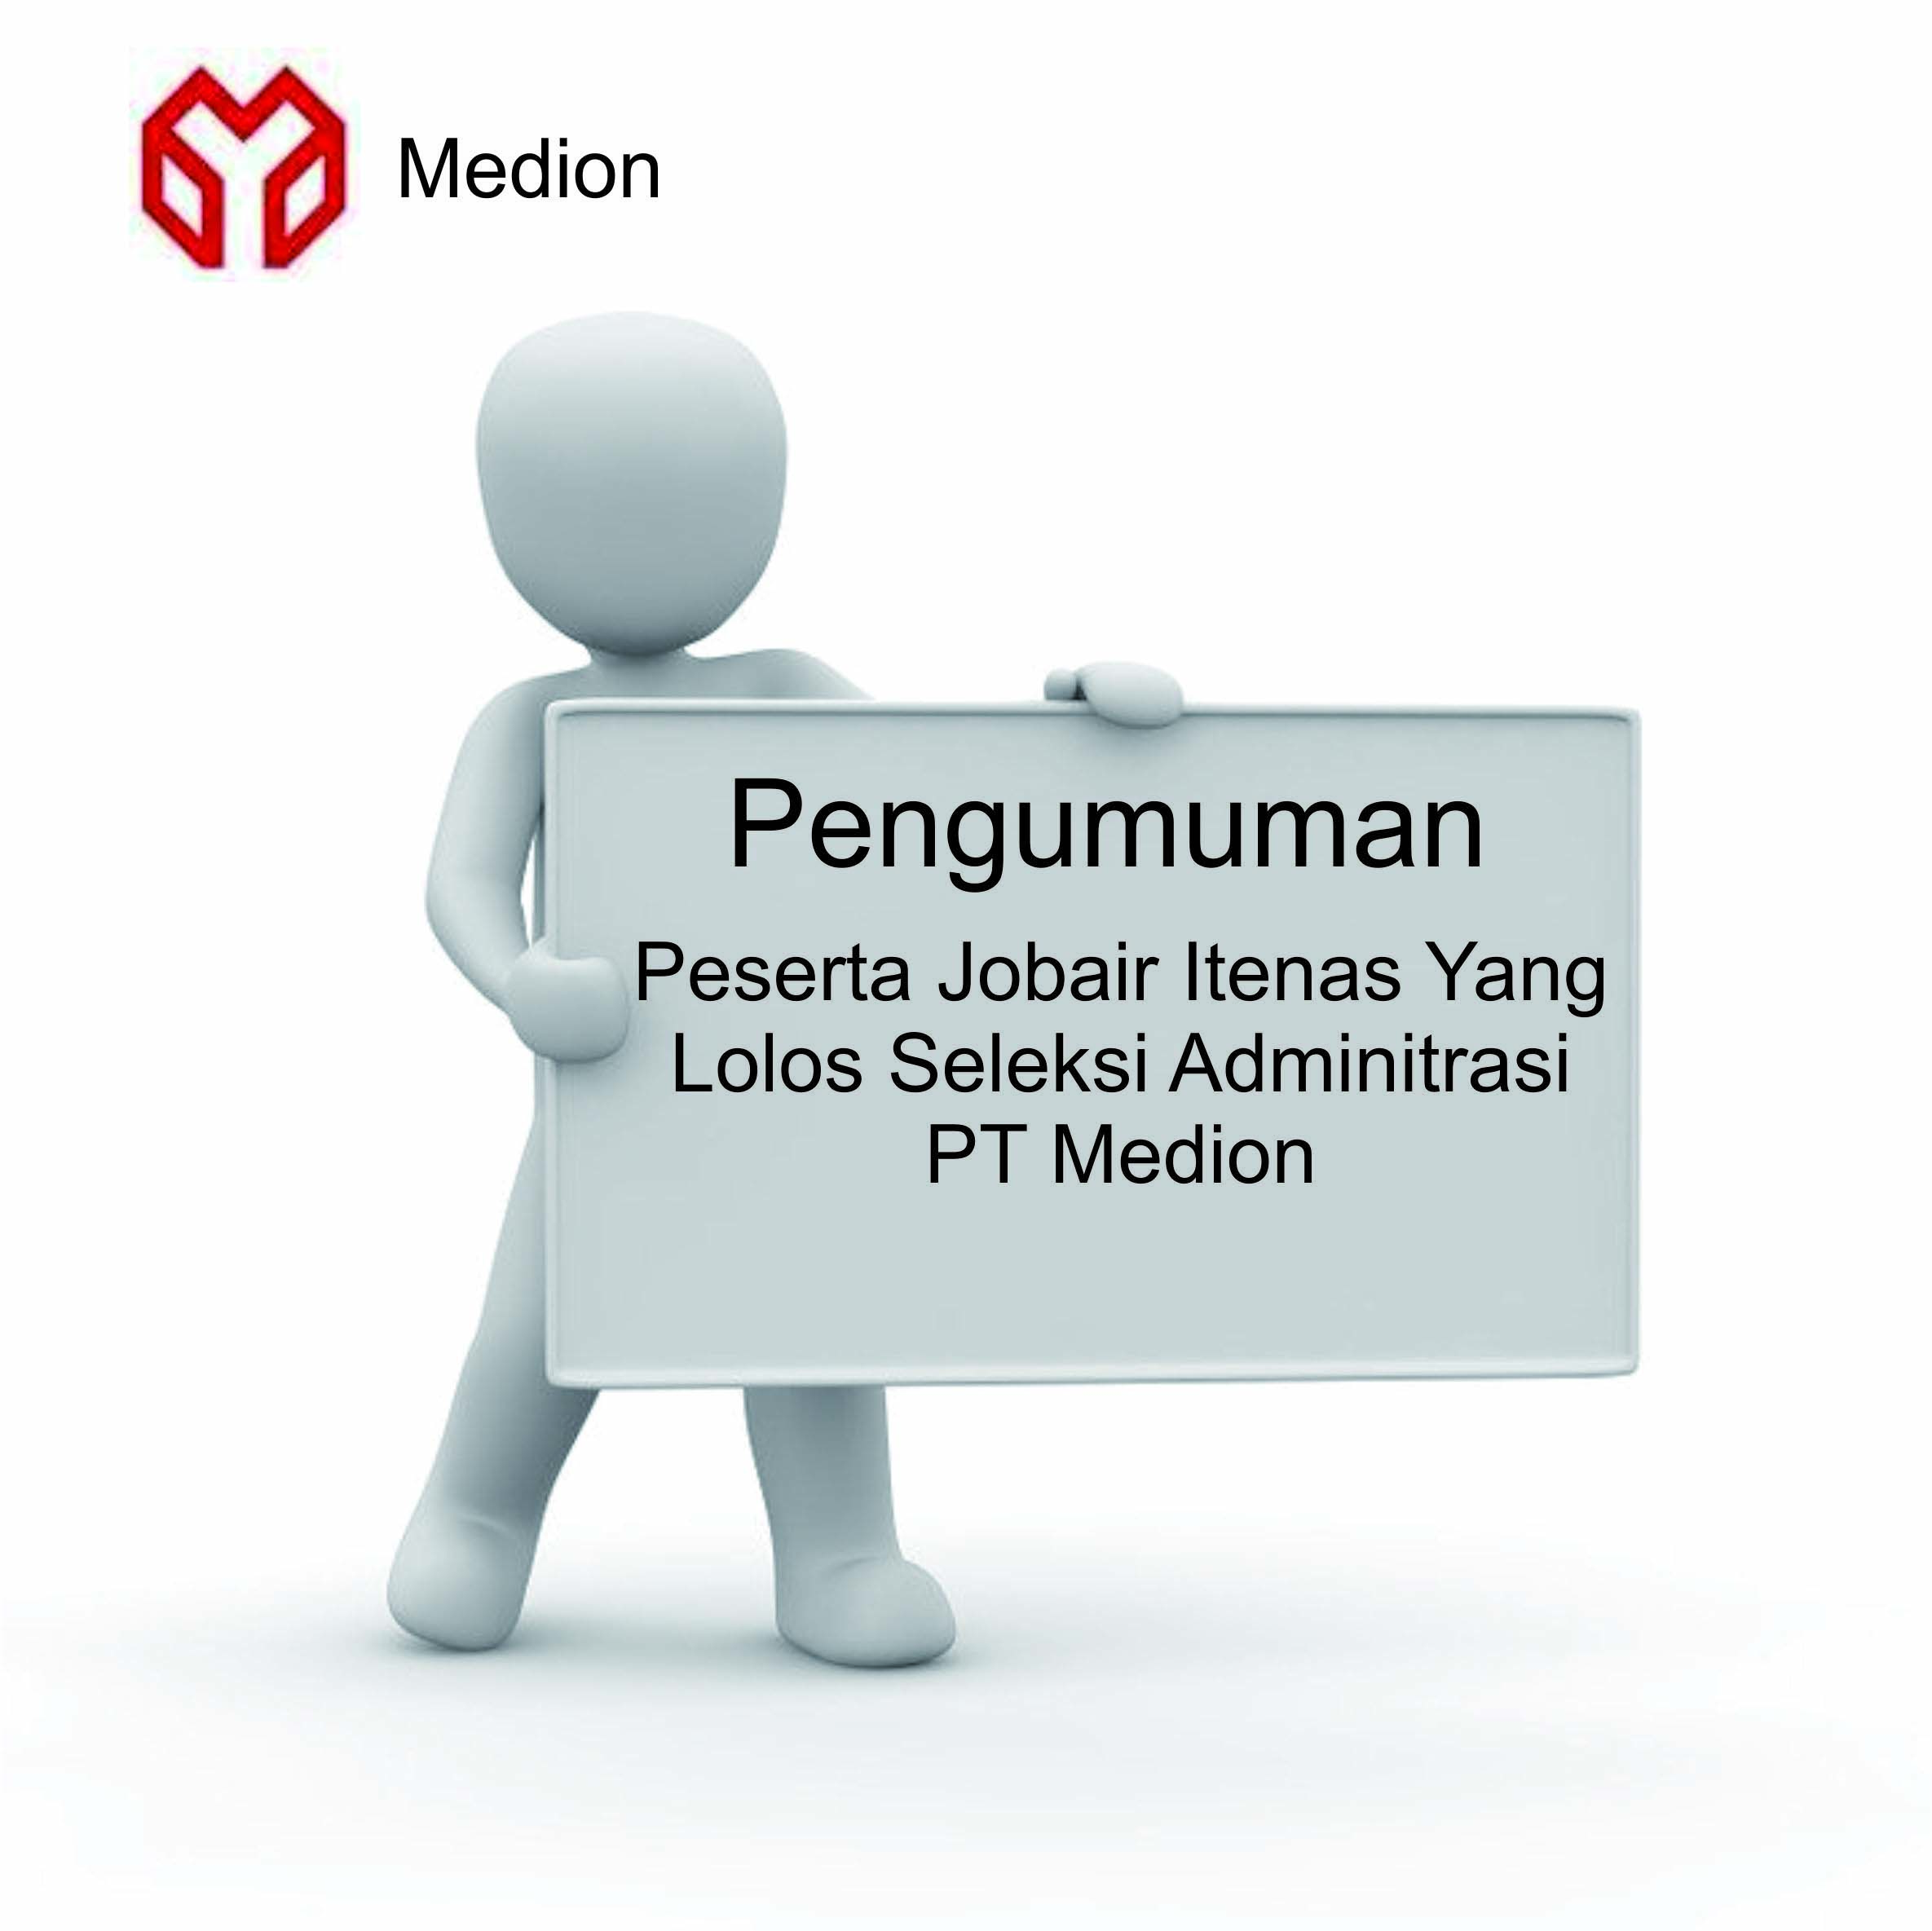 Medion
Pengumuman
Peserta Jobair Itenas Yang
Lolos Seleksi Adminitrasi
PT Medion